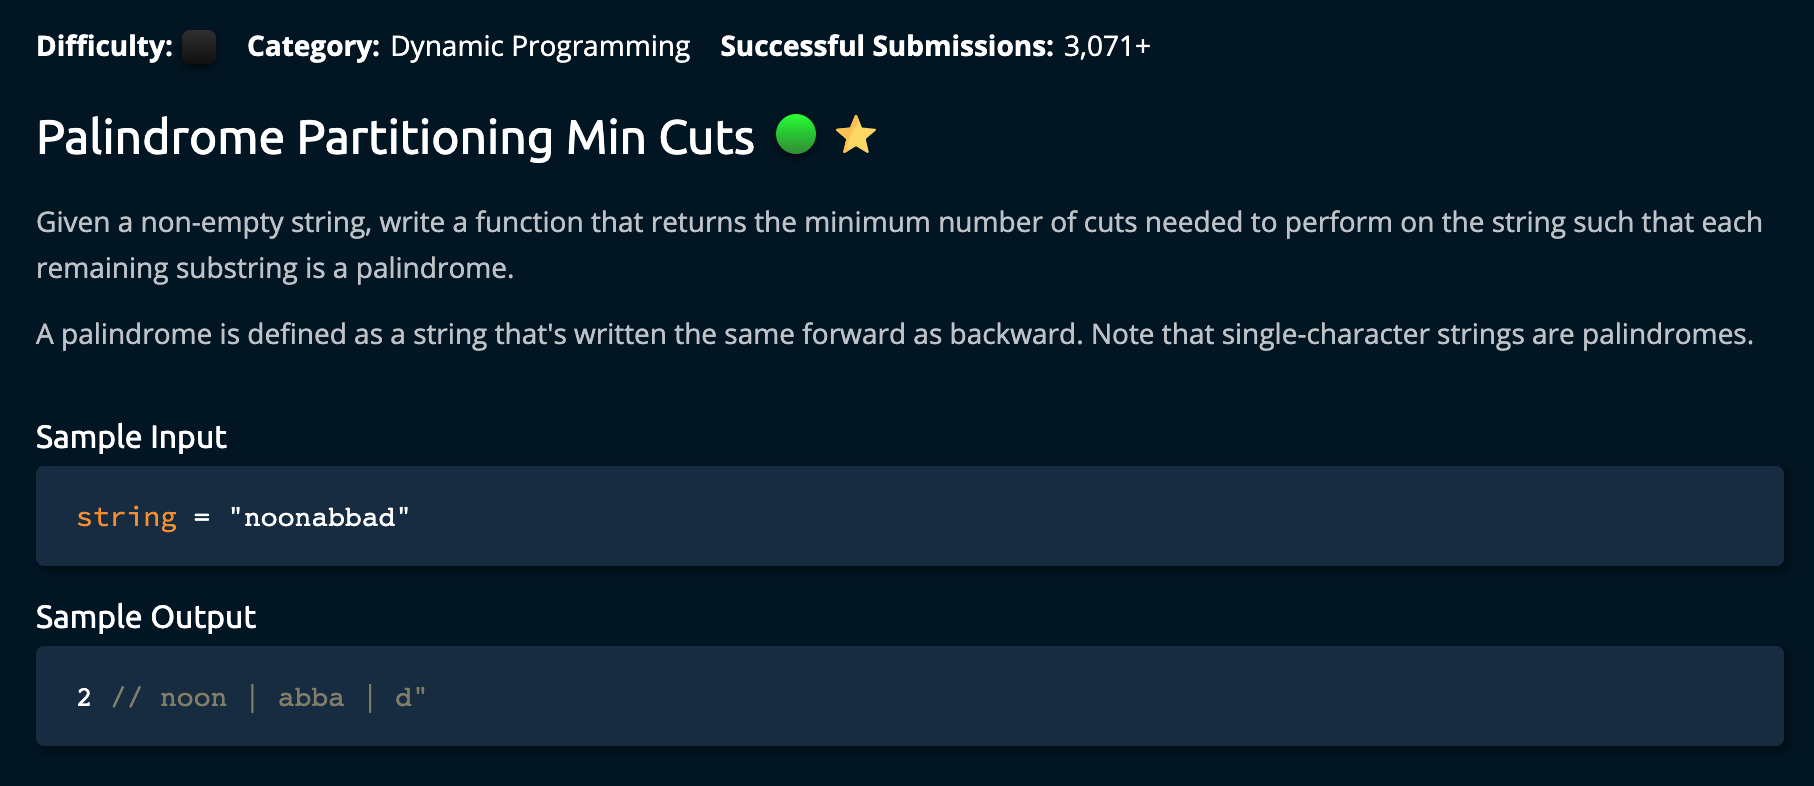 Difficulty: Category: Dynamic Programming Successful Submissions: 3,071+
Palindrome Partitioning Min Cuts
Given a non-empty string, write a function that returns the minimum number of cuts needed to perform on the string such that each
remaining substring is a palindrome.
A palindrome is defined as a string that's written the same forward as backward. Note that single-character strings are palindromes.
Sample Input
string = "noonabbad"
Sample Output
2 // noon | abba | d"